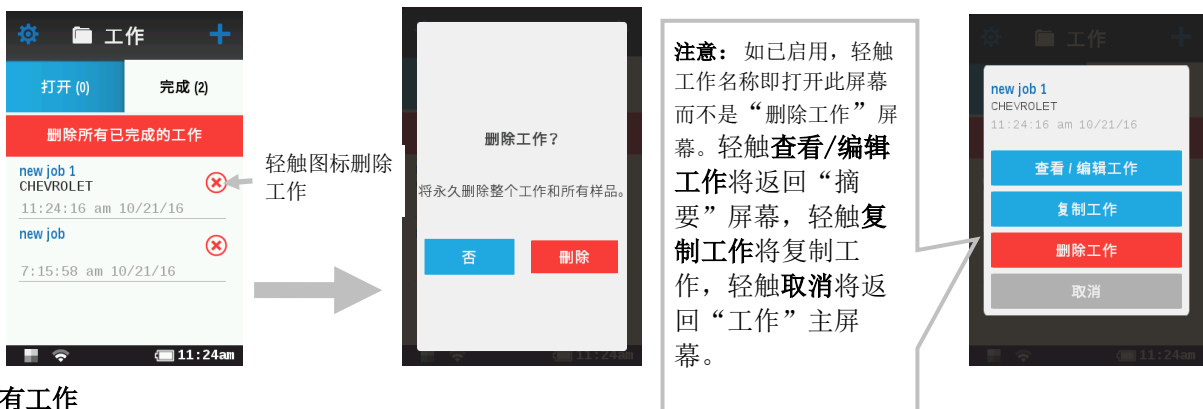 工作
打开 (0)
完成 (2)
删除所有已完成的工作
new job 1
CHEVROLET
11:24:16 am 10/21/16
new job
7:15:58 am 10/21/16
11:24am
轻触图标删除
工作
删除工作？
将永久删除整个工作和所有样品。
否
删除
11:24am
注意： 如已启用，轻触
工作名称即打开此屏幕
而不是“删除工作”屏
幕。轻触查看/编辑
工作将返回“摘
要”屏幕，轻触复
制工作将复制工
作，轻触取消将返
回“工作”主屏
幕。
工作
new job 1
CHEVROLET
11:24:16 am 10/21/16
查看 / 编辑工作
复制工作
删除工作
取消
11:24am
有工作